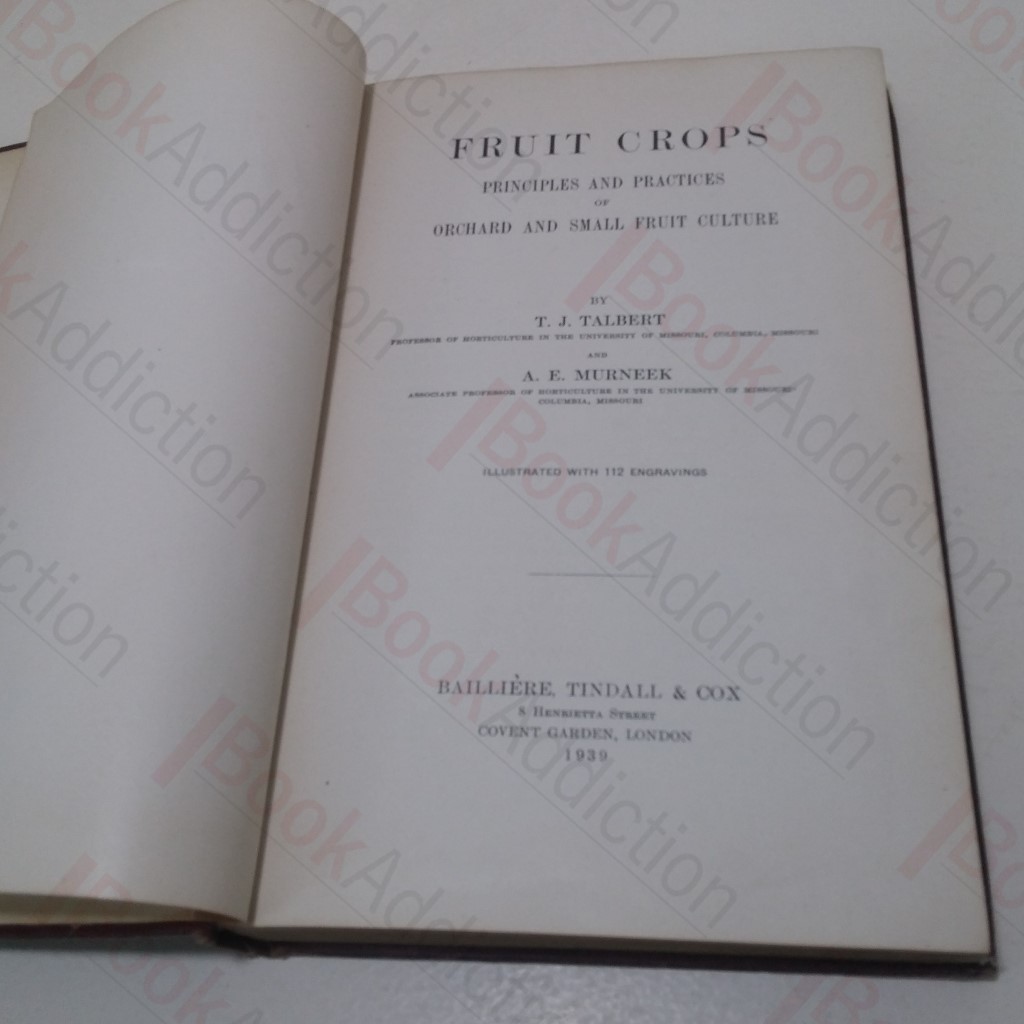 FRUIT CROPS
PRINCIPLES AND PRACTICES
OF
ORCHARD AND SMALL FRUIT CULTURE
BY
T. J. TALBERT
PROFESSOR OF HORTICULTURE IN THE UNIVERSITY OF MISSOURI, COLUMBIA, MISSOURI
AND
A. E. MURNEEK
ASSOCIATE PROFESSOR OF HORTICULTURE IN THE UNIVERSITY OF MISSOURI
COLUMBIA, MISSOURI
ILLUSTRATED WITH 112 ENGRAVINGS
BAILLIÈRE, TINDALL & COX
8 HENRIETTA STREET
COVENT GARDEN, LONDON
1939
BookAddiction